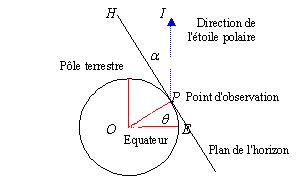 H
I
Direction de
l'étoile polaire
α
Pôle terrestre
P
Point d'observation
θ
O
E
Equateur
Plan de l'horizon